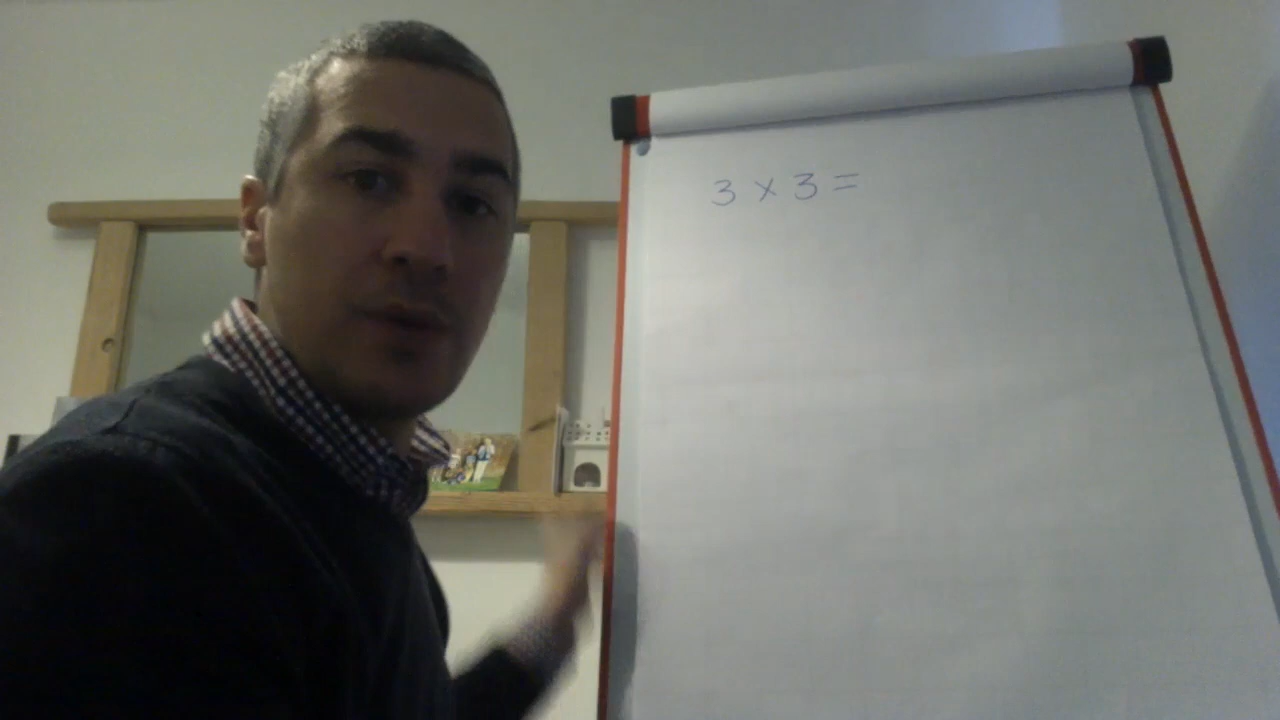 3 × 3 =